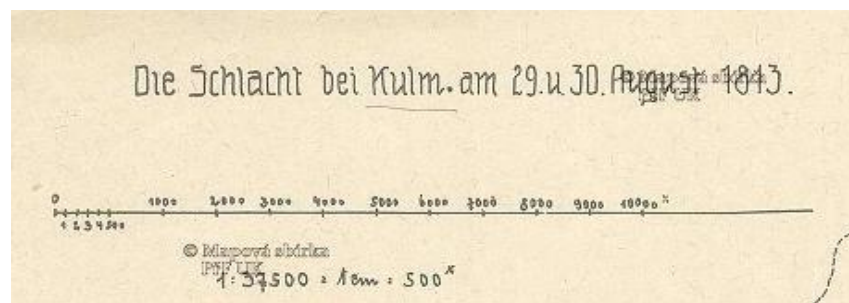 Die Schlacht bei Kulm. am 29. u 30. August 1813.
© Mapová sbírka
PřF UK
0 1000 2000 3000 4000 5000 6000 7000 8000 9000 10000 x
1 2 3 4 500
© Mapová sbírka
PřF UK
1:37500 = 1cm = 500 x